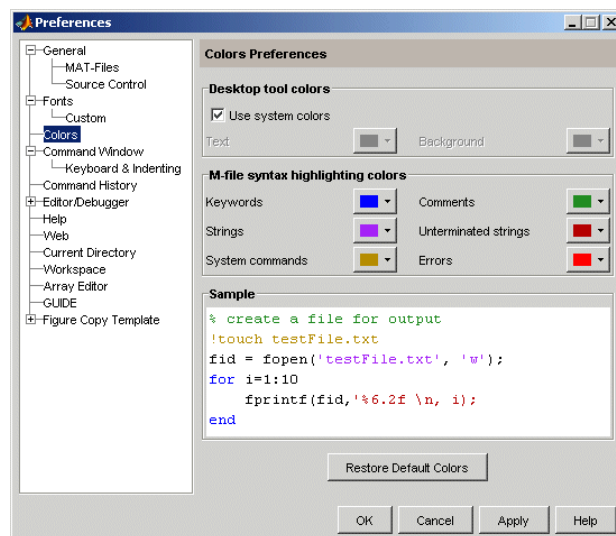 Preferences
General
MAT-Files
Source Control
Fonts
Custom
Colors
Command Window
Keyboard & Indenting
Command History
Editor/Debugger
Help
Web
Current Directory
Workspace
Array Editor
GUIDE
Figure Copy Template
Colors Preferences
Desktop tool colors
Use system colors
Text Background
M-file syntax highlighting colors
Keywords Comments
Strings Unterminated strings
System commands Errors
Sample
% create a file for output
!touch testFile.txt
fid = fopen('testFile.txt', 'w');
for i=1:10
    fprintf(fid,'%6.2f \n, i);
end
Restore Default Colors
OK Cancel Apply Help